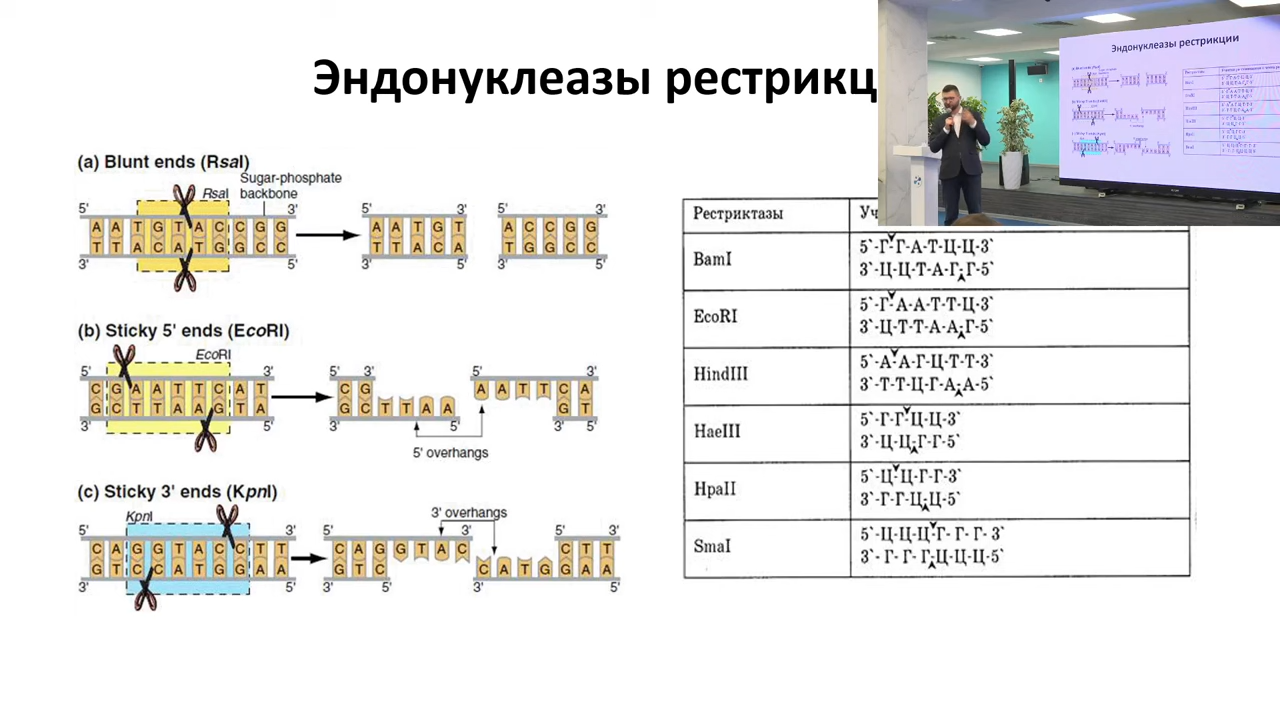 Эндонуклеазы рестрикц
(a) Blunt ends (RsaI)
RsaI
Sugar-phosphate
backbone
5' 3'
A A T G T A C C G G
T T A C A T G G C C
3' 5'
5' 3'
A A T G T
T T A C A
3' 5'
5' 3'
A C C G G
T G G C C
3' 5'
(b) Sticky 5' ends (EcoRI)
EcoRI
5' 3'
C G A A T T C A T
G C T T A A G T A
3' 5'
5' 3'
C G
G C T T A A
3' 5'
5' 3'
A A T T C A
G T
3' 5'
5' overhangs
(c) Sticky 3' ends (KpnI)
KpnI
5' 3'
C A G G T A C C T T
G T C C A T G G A A
3' 5'
3' overhangs
5' 3'
C A G G T A C
G T C
3' 5'
5' 3'
C T T
C A T G G A A
3' 5'
Рестриктазы Уч
BamI 5`-Г-Г-А-Т-Ц-Ц-3`
3`-Ц-Ц-Т-А-Г-Г-5`
EcoRI 5`-Г-А-А-Т-Т-Ц-3`
3`-Ц-Т-Т-А-А-Г-5`
HindIII 5`-А-А-Г-Ц-Т-Т-3`
3`-Т-Т-Ц-Г-А-А-5`
HaeIII 5`-Г-Г-Ц-Ц-3`
3`-Ц-Ц-Г-Г-5`
HpaII 5`-Ц-Ц-Г-Г-3`
3`-Г-Г-Ц-Ц-5`
SmaI 5`-Ц-Ц-Ц-Г- Г- Г- 3`
3`- Г- Г- Г-Ц-Ц-Ц-5`
Эндонуклеазы рестрикции